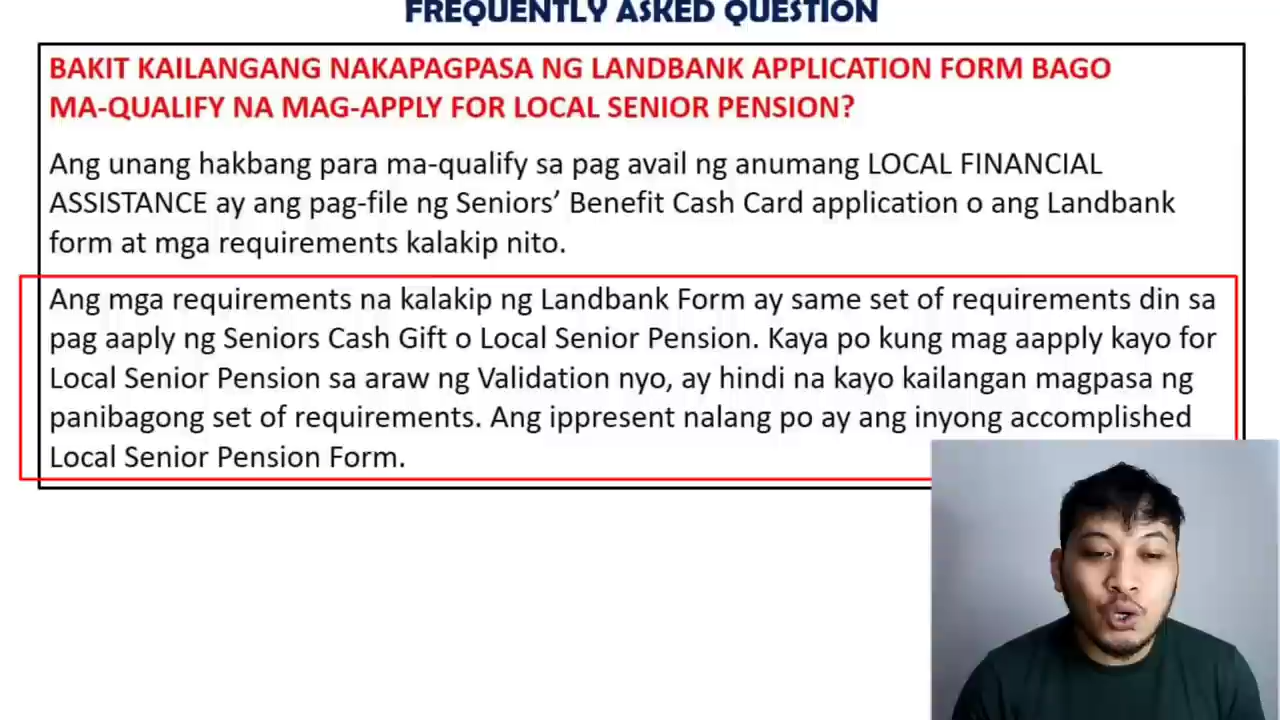 FREQUENTLY ASKED QUESTION
BAKIT KAILANGANG NAKAPAGPASA NG LANDBANK APPLICATION FORM BAGO
MA-QUALIFY NA MAG-APPLY FOR LOCAL SENIOR PENSION?
Ang unang hakbang para ma-qualify sa pag avail ng anumang LOCAL FINANCIAL
ASSISTANCE ay ang pag-file ng Seniors’ Benefit Cash Card application o ang Landbank
form at mga requirements kalakip nito.
Ang mga requirements na kalakip ng Landbank Form ay same set of requirements din sa
pag aaply ng Seniors Cash Gift o Local Senior Pension. Kaya po kung mag aapply kayo for
Local Senior Pension sa araw ng Validation nyo, ay hindi na kayo kailangan magpasa ng
panibagong set of requirements. Ang ippresent nalang po ay ang inyong accomplished
Local Senior Pension Form.